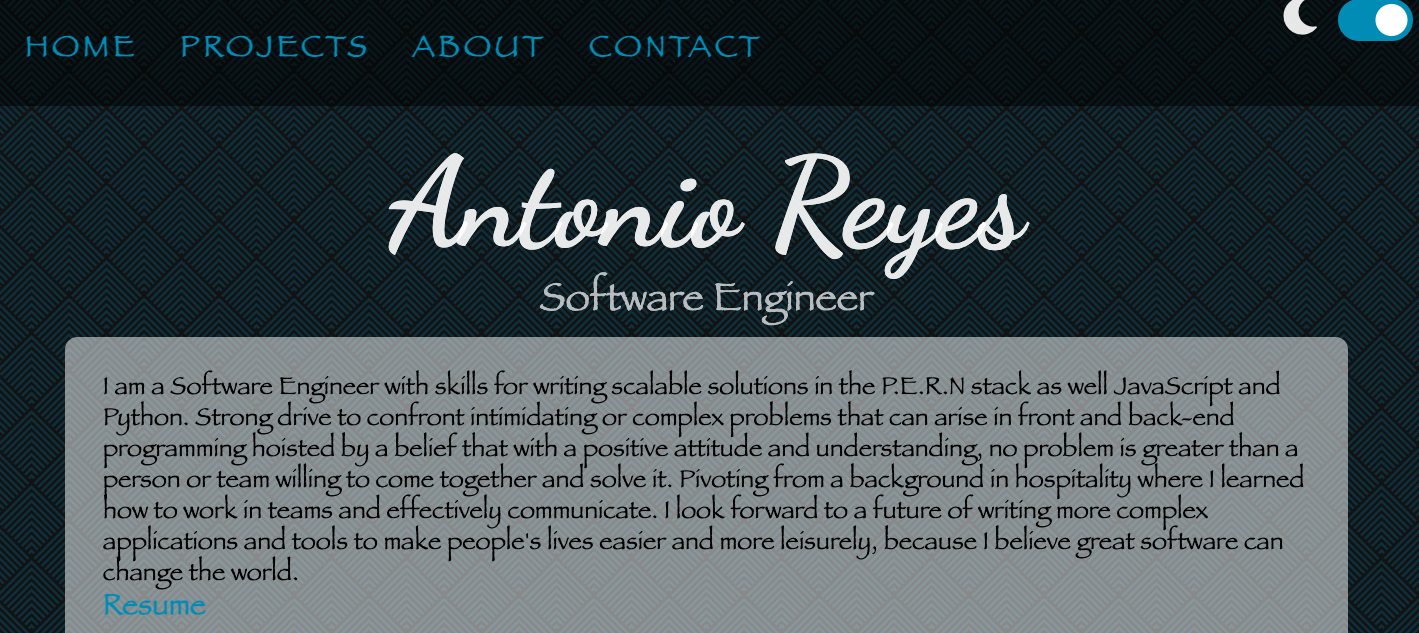 HOME PROJECTS ABOUT CONTACT
Antonio Reyes
Software Engineer
I am a Software Engineer with skills for writing scalable solutions in the P.E.R.N stack as well JavaScript and
Python. Strong drive to confront intimidating or complex problems that can arise in front and back-end
programming hoisted by a belief that with a positive attitude and understanding, no problem is greater than a
person or team willing to come together and solve it. Pivoting from a background in hospitality where I learned
how to work in teams and effectively communicate. I look forward to a future of writing more complex
applications and tools to make people's lives easier and more leisurely, because I believe great software can
change the world.
Resume